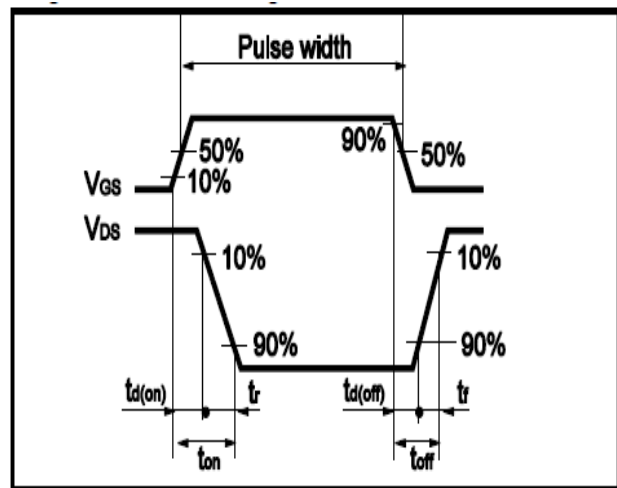 Pulse width
90%
50%
50%
10%
VGS
VDS
10%
10%
90%
90%
td(on)
tr
td(off)
tf
ton
toff